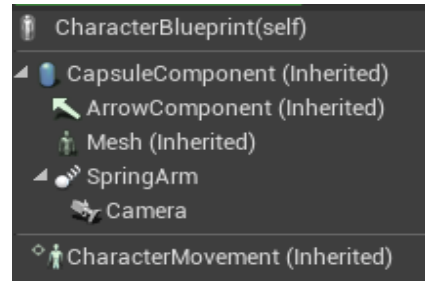 CharacterBlueprint(self)
CapsuleComponent (Inherited)
ArrowComponent (Inherited)
Mesh (Inherited)
SpringArm
Camera
CharacterMovement (Inherited)